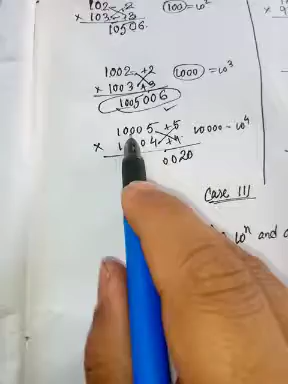 102 +2 (100) = 10²
× 103 +3
10506
1002 +2 (1000) = 10³
× 1003 +3
1005006 ✓
10005 +5 10000 - 10⁴
× 04 +4
0020
Case III
10ⁿ and